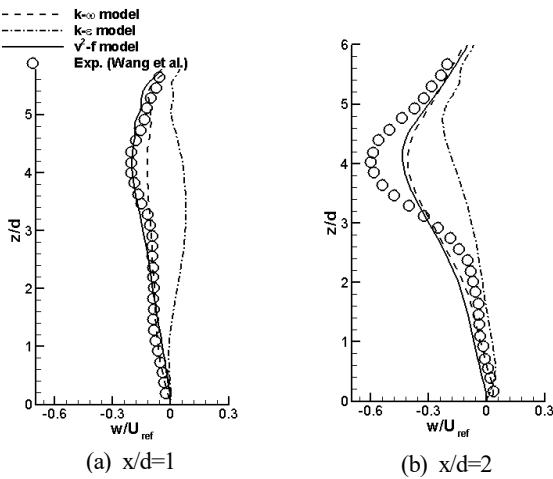 k-ω model
k-ε model
v²-f model
Exp. (Wang et al.)
z/d
5
4
3
2
1
0
-0.6 -0.3 0 0.3
w/U_ref
(a) x/d=1
z/d
6
5
4
3
2
1
0
-0.6 -0.3 0 0.3
w/U_ref
(b) x/d=2